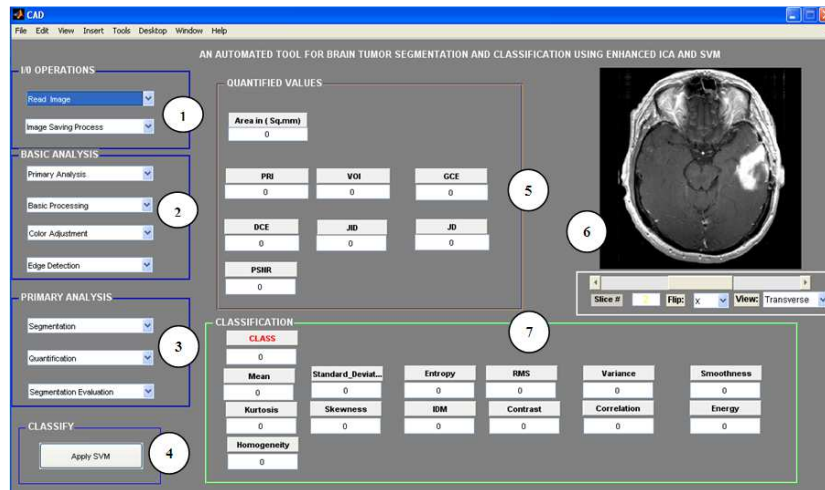 CAD
File Edit View Insert Tools Desktop Window Help
AN AUTOMATED TOOL FOR BRAIN TUMOR SEGMENTATION AND CLASSIFICATION USING ENHANCED ICA AND SVM
I/O OPERATIONS
Read Image
Image Saving Process
1
BASIC ANALYSIS
Primary Analysis
Basic Processing
Color Adjustment
Edge Detection
2
PRIMARY ANALYSIS
Segmentation
Quantification
Segmentation Evaluation
3
CLASSIFY
Apply SVM
4
QUANTIFIED VALUES
Area in ( Sq.mm)
0
PRI VOI GCE
0 0 0
DCE JID JD
0 0 0
PSNR
0
5
6
Slice # 2 Flip: x View: Transverse
7
CLASSIFICATION
CLASS
0
Mean Standard_Deviat... Entropy RMS Variance Smoothness
0 0 0 0 0 0
Kurtosis Skewness IDM Contrast Correlation Energy
0 0 0 0 0 0
Homogeneity
0